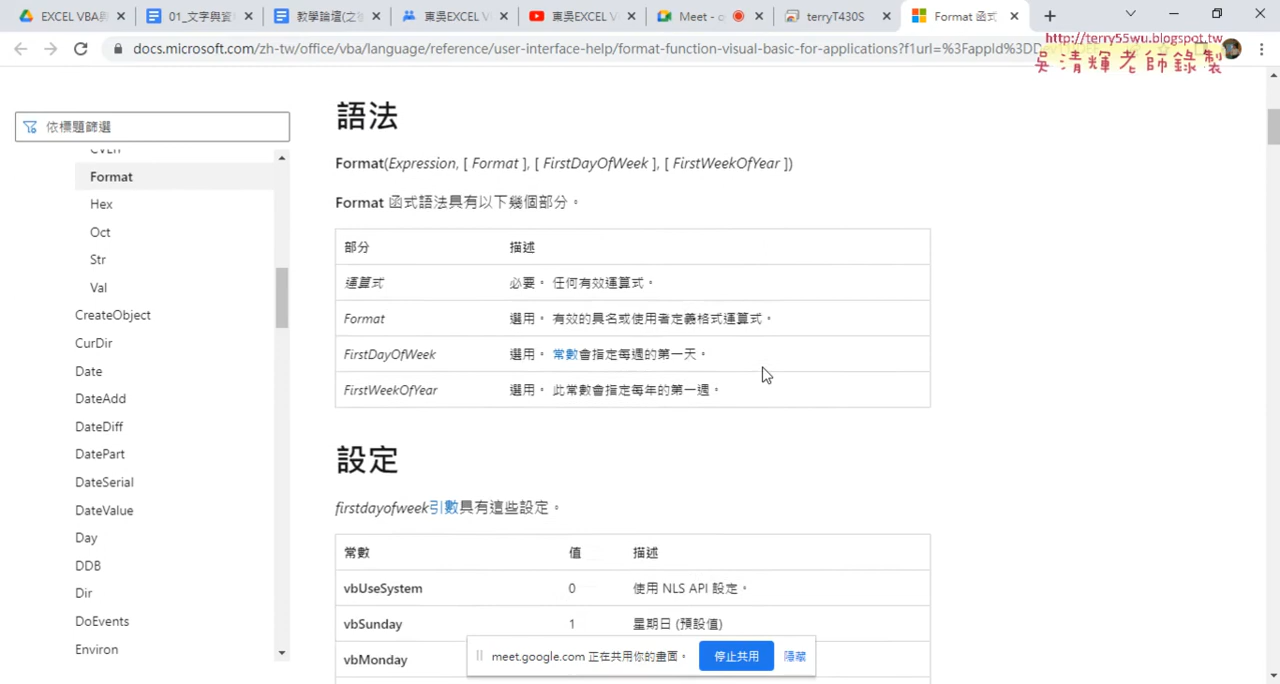 EXCEL VBA與
01_文字與資
教學論壇(之
東吳EXCEL V
東吳EXCEL V
Meet - c
terryT430S
Format 函式
docs.microsoft.com/zh-tw/office/vba/language/reference/user-interface-help/format-function-visual-basic-for-applications?f1url=%3FappId%3D
http://terry55wu.blogspot.tw
吳清輝老師錄製
依標題篩選
Format
Hex
Oct
Str
Val
CreateObject
CurDir
Date
DateAdd
DateDiff
DatePart
DateSerial
DateValue
Day
DDB
Dir
DoEvents
Environ
語法
Format(Expression, [ Format ], [ FirstDayOfWeek ], [ FirstWeekOfYear ])
Format 函式語法具有以下幾個部分。
部分 描述
運算式 必要。 任何有效運算式。
Format 選用。 有效的具名或使用者定義格式運算式。
FirstDayOfWeek 選用。 常數會指定每週的第一天。
FirstWeekOfYear 選用。 此常數會指定每年的第一週。
設定
firstdayofweek引數具有這些設定。
常數 值 描述
vbUseSystem 0 使用 NLS API 設定。
vbSunday 1 星期日 (預設值)
vbMonday
meet.google.com 正在共用你的畫面。 停止共用 隱藏